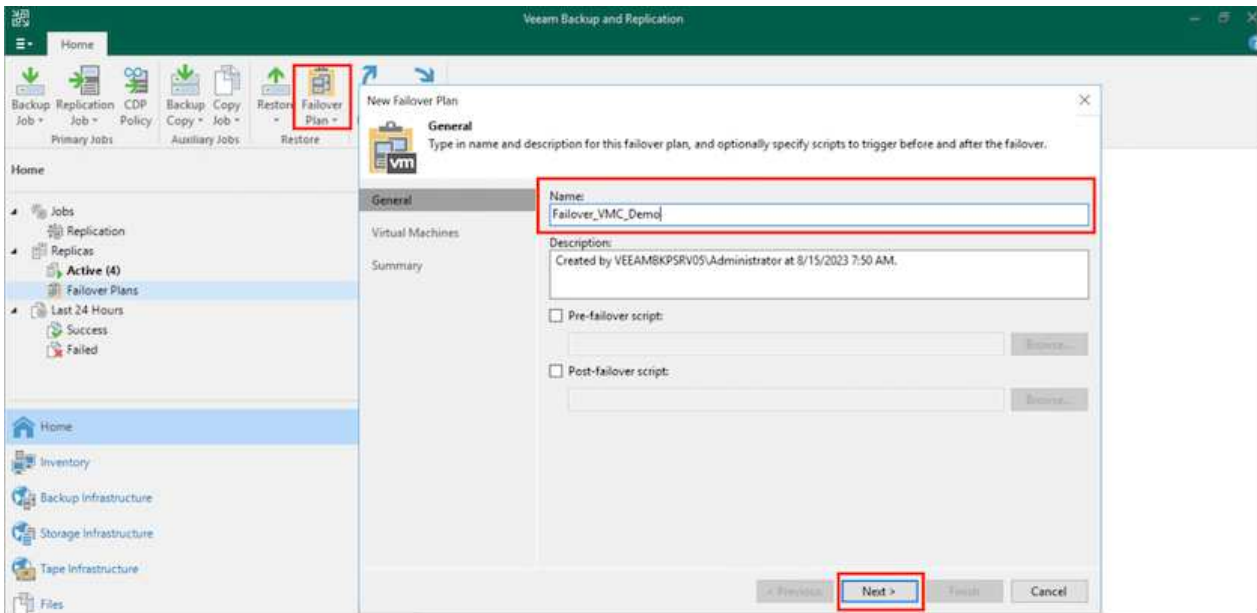 Veeam Backup and Replication
Home
Backup Replication CDP Backup Copy Restore Failover
Job Job Policy Copy Job Plan
Primary Jobs Auxiliary Jobs Restore
Home
Jobs
Replication
Replicas
Active (4)
Failover Plans
Last 24 Hours
Success
Failed
Home
Inventory
Backup Infrastructure
Storage Infrastructure
Tape Infrastructure
Files
New Failover Plan
General
Type in name and description for this failover plan, and optionally specify scripts to trigger before and after the failover.
vm
General
Virtual Machines
Summary
Name:
Failover_VMC_Demo
Description:
Created by VEEAMBKPSRV05\Administrator at 8/15/2023 7:50 AM.
Pre-failover script:
Browse...
Post-failover script:
Browse...
< Previous Next > Finish Cancel